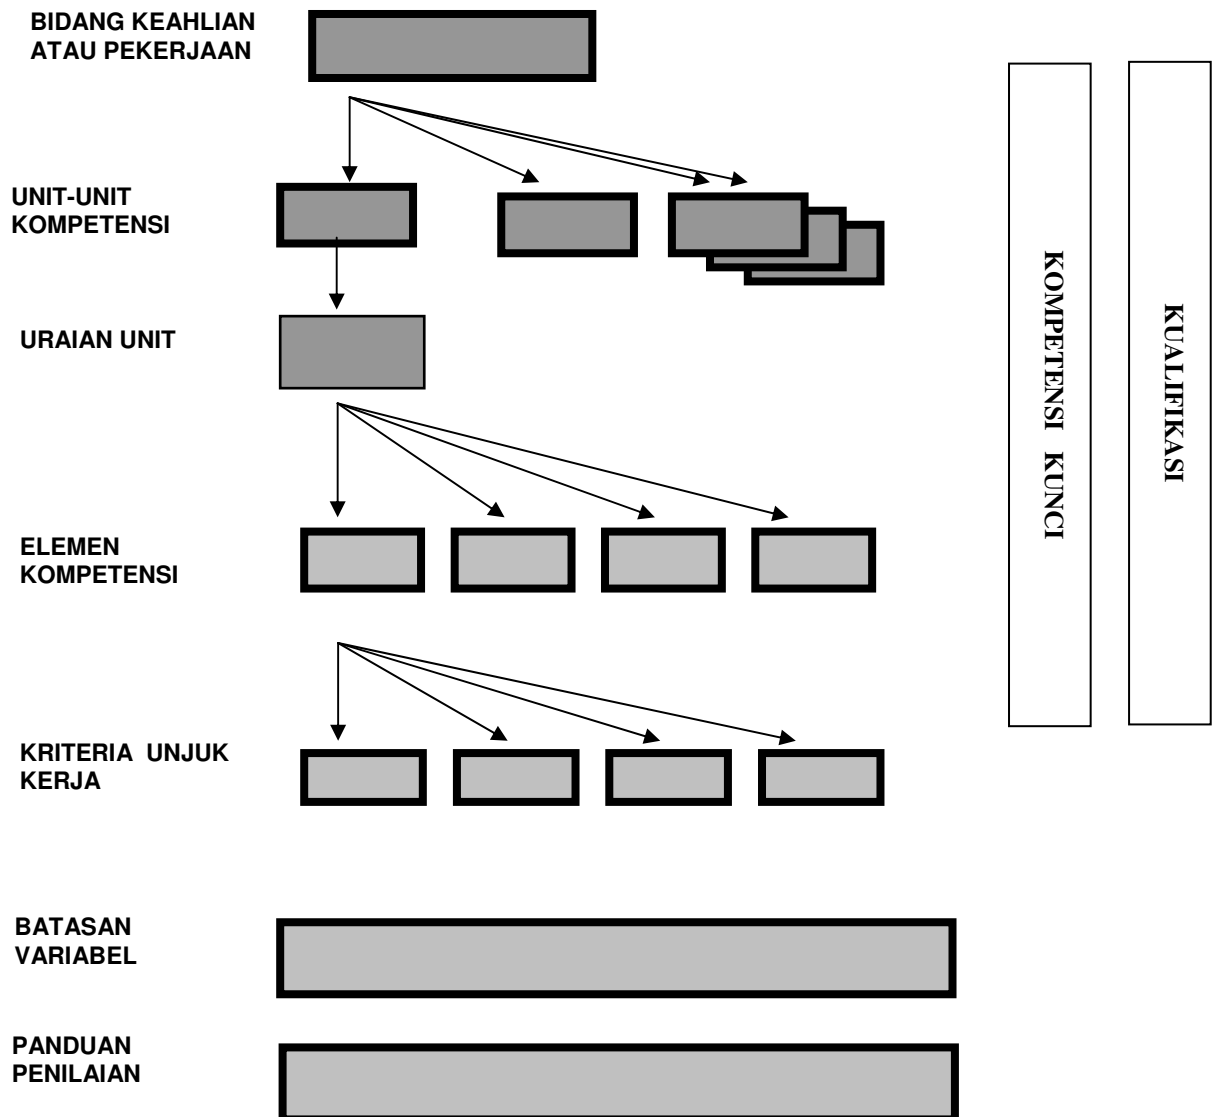 BIDANG KEAHLIAN
ATAU PEKERJAAN
UNIT-UNIT
KOMPETENSI
URAIAN UNIT
ELEMEN
KOMPETENSI
KRITERIA UNJUK
KERJA
BATASAN
VARIABEL
PANDUAN
PENILAIAN
KOMPETENSI KUNCI
KUALIFIKASI